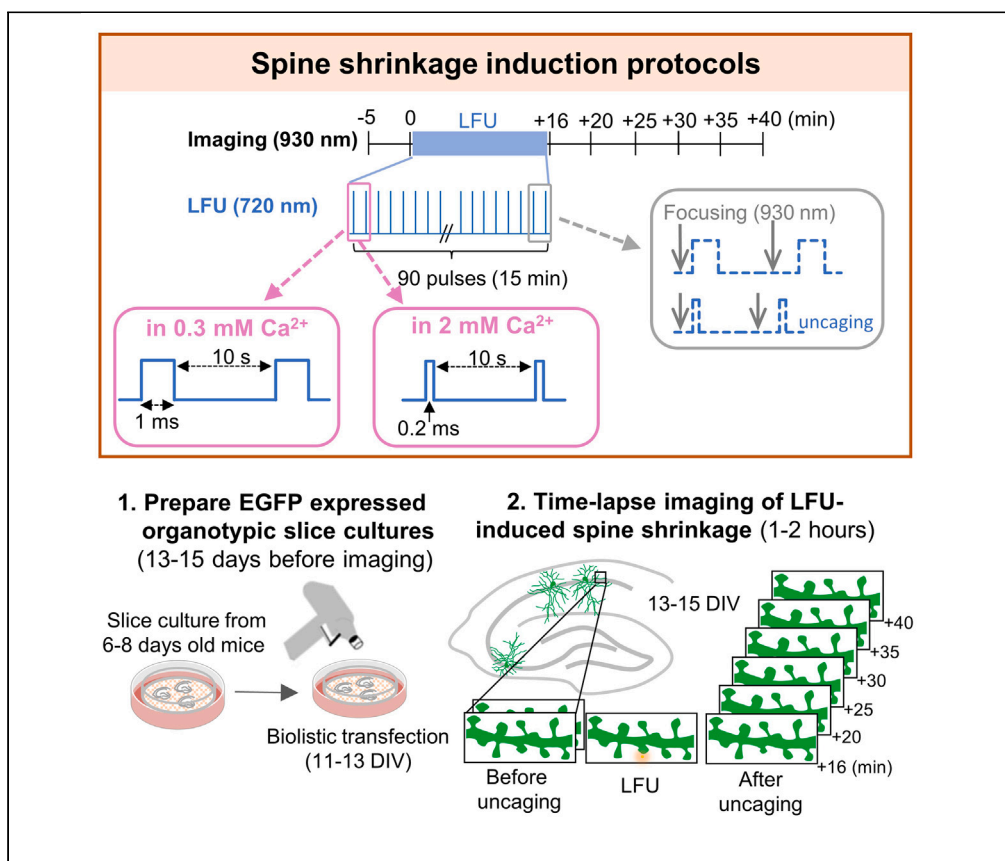 Spine shrinkage induction protocols
-5 0 LFU +16 +20 +25 +30 +35 +40 (min)
Imaging (930 nm)
LFU (720 nm)
90 pulses (15 min)
Focusing (930 nm)
uncaging
in 0.3 mM Ca²⁺
10 s
1 ms
in 2 mM Ca²⁺
10 s
0.2 ms
1. Prepare EGFP expressed
organotypic slice cultures
(13-15 days before imaging)
Slice culture from
6-8 days old mice
Biolistic transfection
(11-13 DIV)
2. Time-lapse imaging of LFU-
induced spine shrinkage (1-2 hours)
13-15 DIV
+40
+35
+30
+25
+20
+16 (min)
Before
uncaging
LFU
After
uncaging